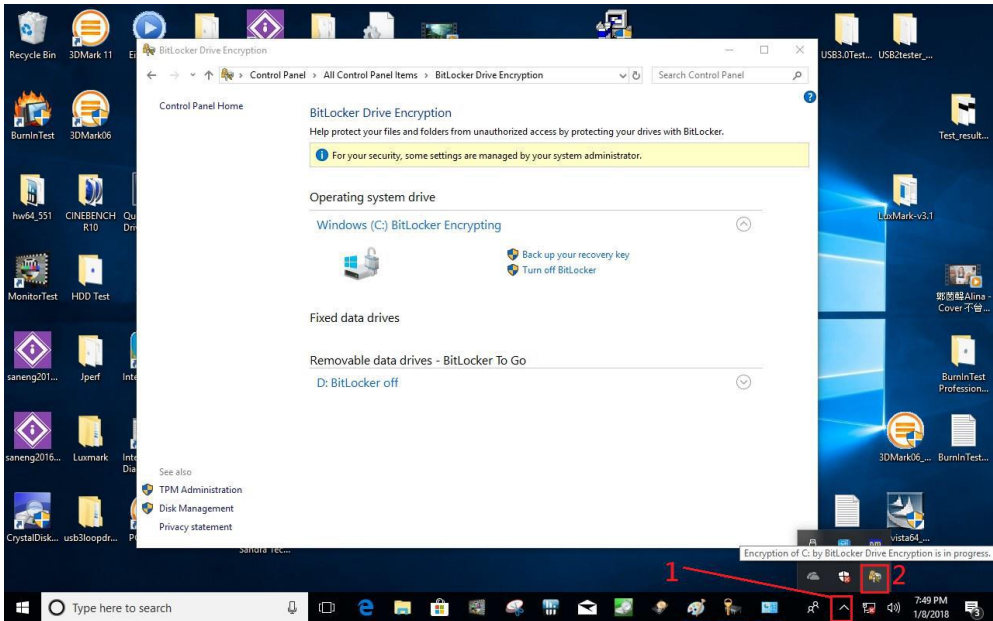 Recycle Bin
3DMark 11
BitLocker Drive Encryption
USB3.0Test...
USB2tester_...
Control Panel > All Control Panel Items > BitLocker Drive Encryption
Search Control Panel
Control Panel Home
BitLocker Drive Encryption
Help protect your files and folders from unauthorized access by protecting your drives with BitLocker.
For your security, some settings are managed by your system administrator.
BurnInTest
3DMark06
Test_result...
Operating system drive
Windows (C:) BitLocker Encrypting
Back up your recovery key
Turn off BitLocker
hw64_551
CINEBENCH
R10
LuxMark-v3.1
MonitorTest
HDD Test
Cover 不曾...
Fixed data drives
Removable data drives - BitLocker To Go
D: BitLocker off
saneng201...
Jperf
BurnInTest
Profession...
saneng2016...
Luxmark
3DMark06_...
BurnInTest...
See also
TPM Administration
Disk Management
Privacy statement
CrystalDisk...
usb3loopdr...
vista64_...
Encryption of C: by BitLocker Drive Encryption is in progress.
1
2
Type here to search
7:49 PM
1/8/2018
3